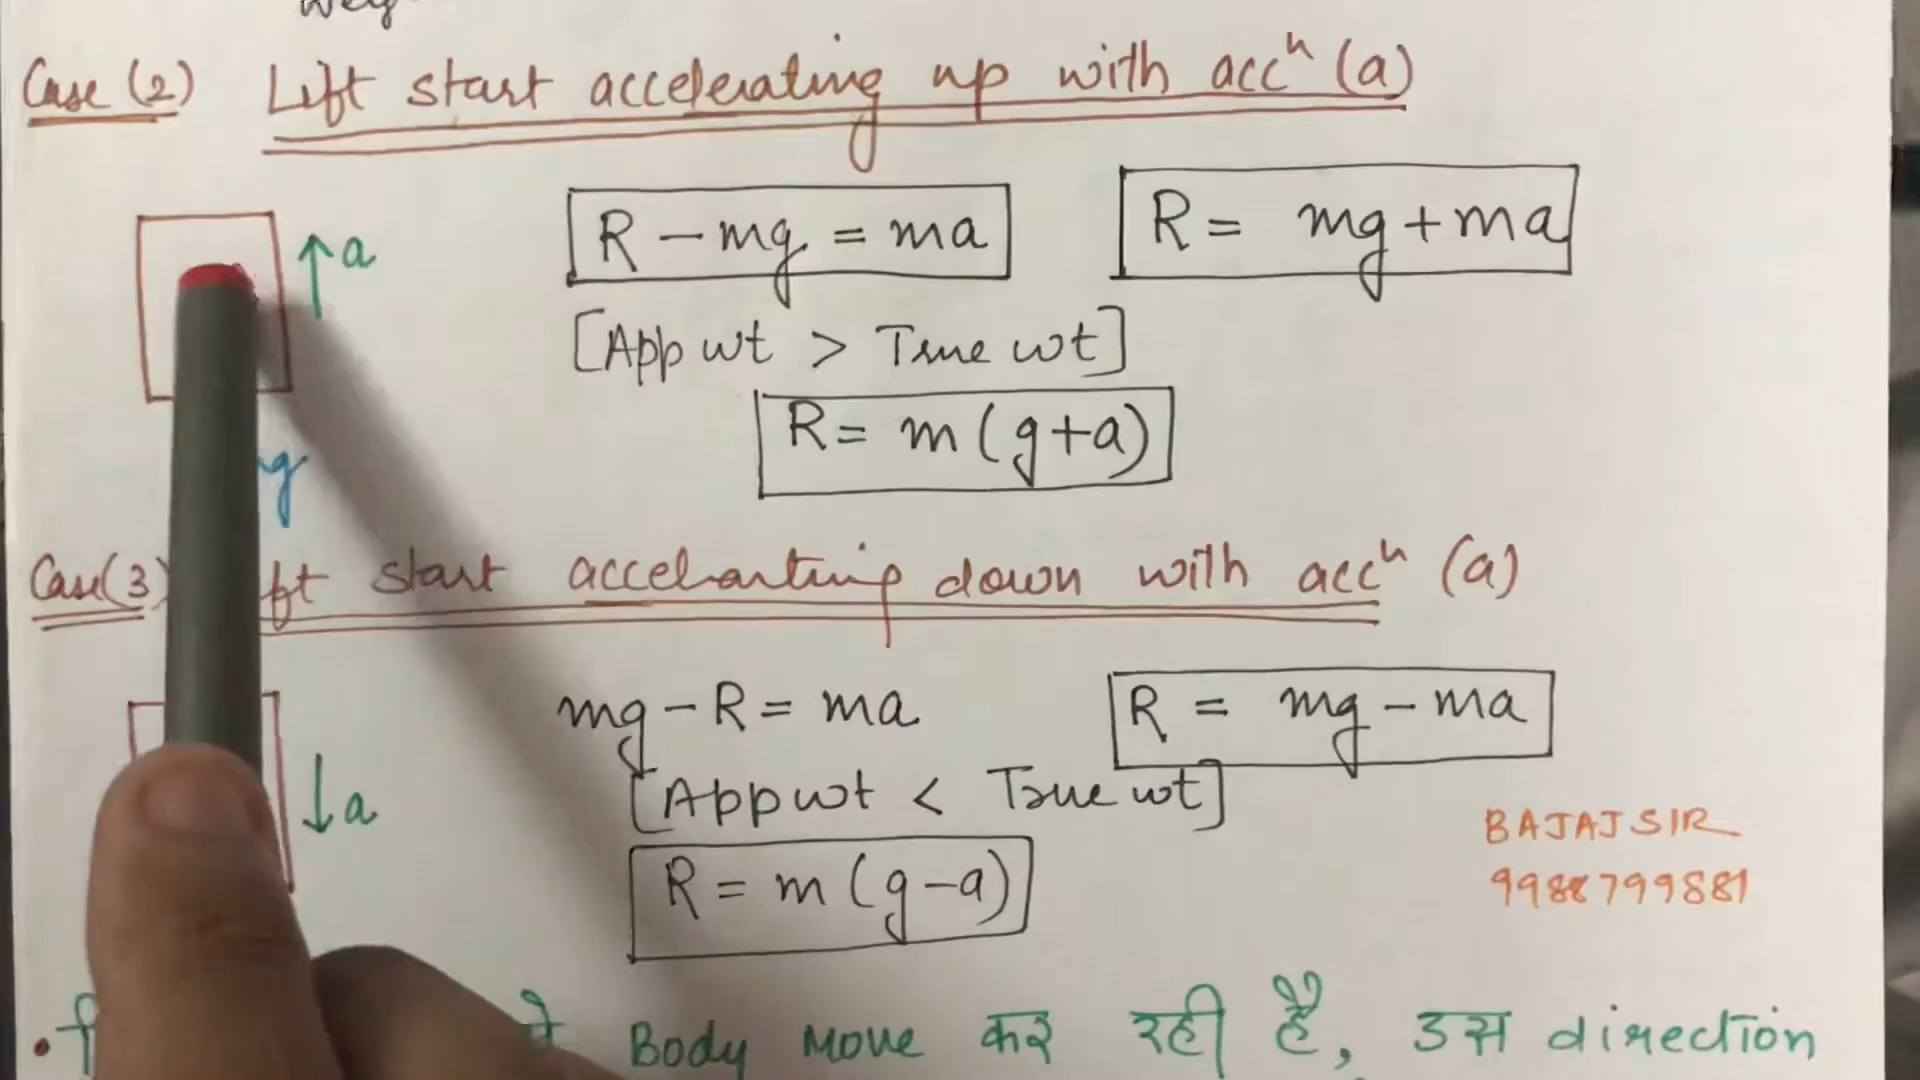 Case (2) Lift start accelerating up with accⁿ (a)
↑a
R - mg = ma
R = mg + ma
[App wt > True wt]
R = m (g+a)
Case (3) start accelarting down with accⁿ (a)
↓a
mg - R = ma
R = mg - ma
[App wt < True wt]
R = m (g-a)
BAJAJ SIR
9988799881
Body move कर रही है, उस direction